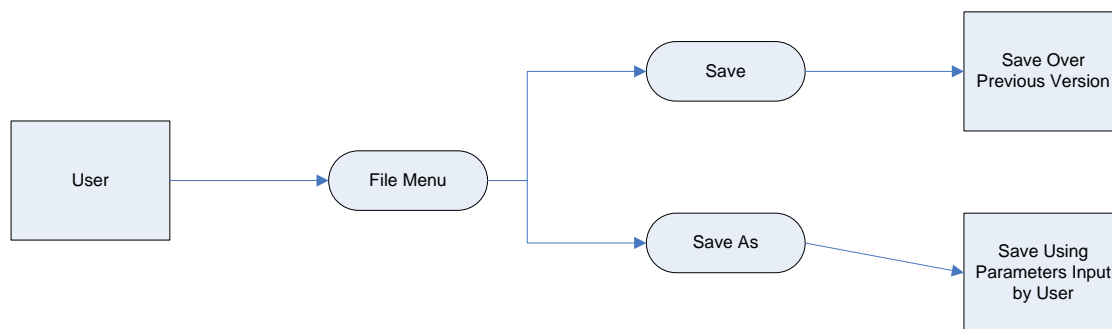 User
File Menu
Save
Save Over
Previous Version
Save As
Save Using
Parameters Input
by User